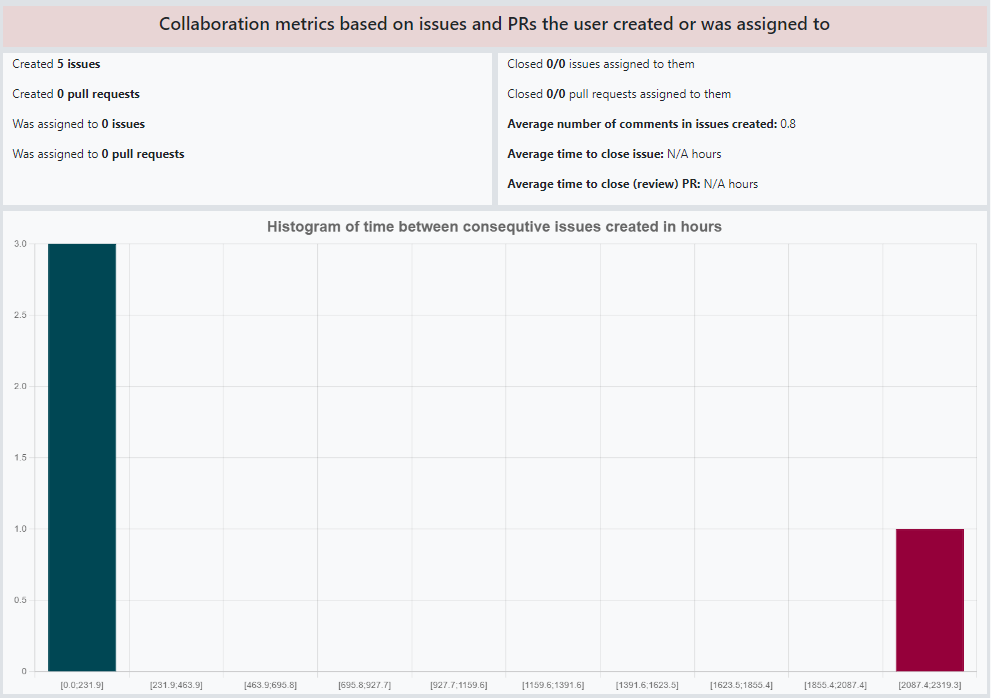 Collaboration metrics based on issues and PRs the user created or was assigned to
Created 5 issues
Created 0 pull requests
Was assigned to 0 issues
Was assigned to 0 pull requests
Closed 0/0 issues assigned to them
Closed 0/0 pull requests assigned to them
Average number of comments in issues created: 0.8
Average time to close issue: N/A hours
Average time to close (review) PR: N/A hours
Histogram of time between consequtive issues created in hours
3.0
2.5
2.0
1.5
1.0
0.5
0
[0.0;231.9] [231.9;463.9] [463.9;695.8] [695.8;927.7] [927.7;1159.6] [1159.6;1391.6] [1391.6;1623.5] [1623.5;1855.4] [1855.4;2087.4] [2087.4;2319.3]